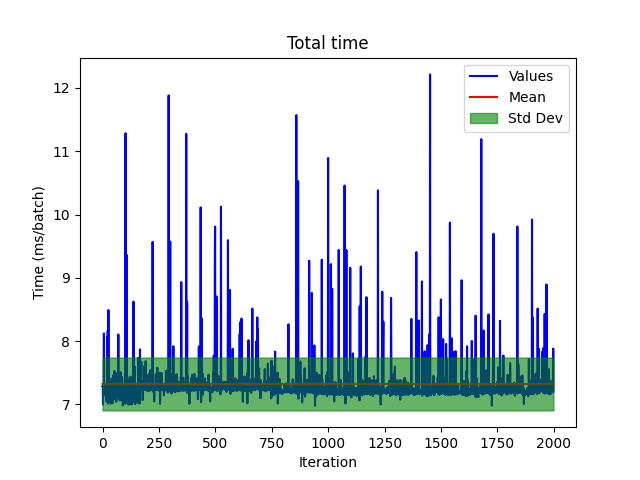 Total time
Values
Mean
Std Dev
Time (ms/batch)
12
11
10
9
8
7
0 250 500 750 1000 1250 1500 1750 2000
Iteration